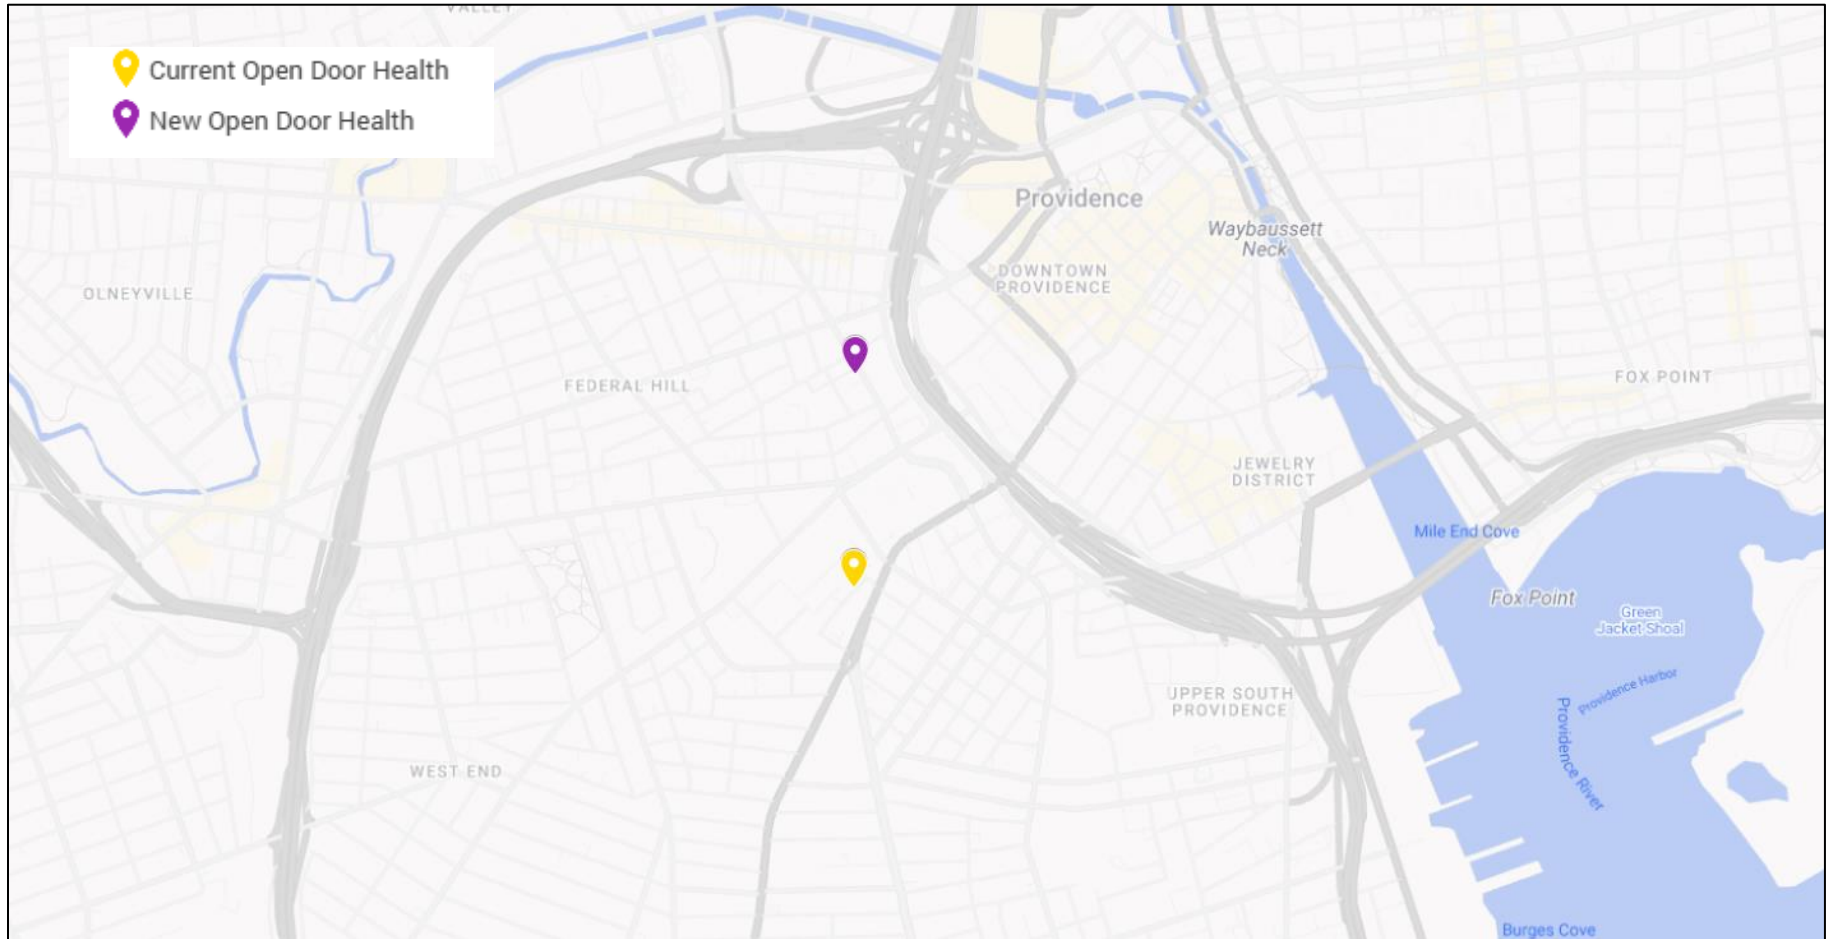 VALLEY
Current Open Door Health
New Open Door Health
Providence
Waybaussett
Neck
DOWNTOWN
PROVIDENCE
OLNEYVILLE
FEDERAL HILL
FOX POINT
JEWELRY
DISTRICT
Mile End Cove
Fox Point
Green
Jacket Shoal
Providence Harbor
UPPER SOUTH
PROVIDENCE
Providence River
WEST END
Burges Cove